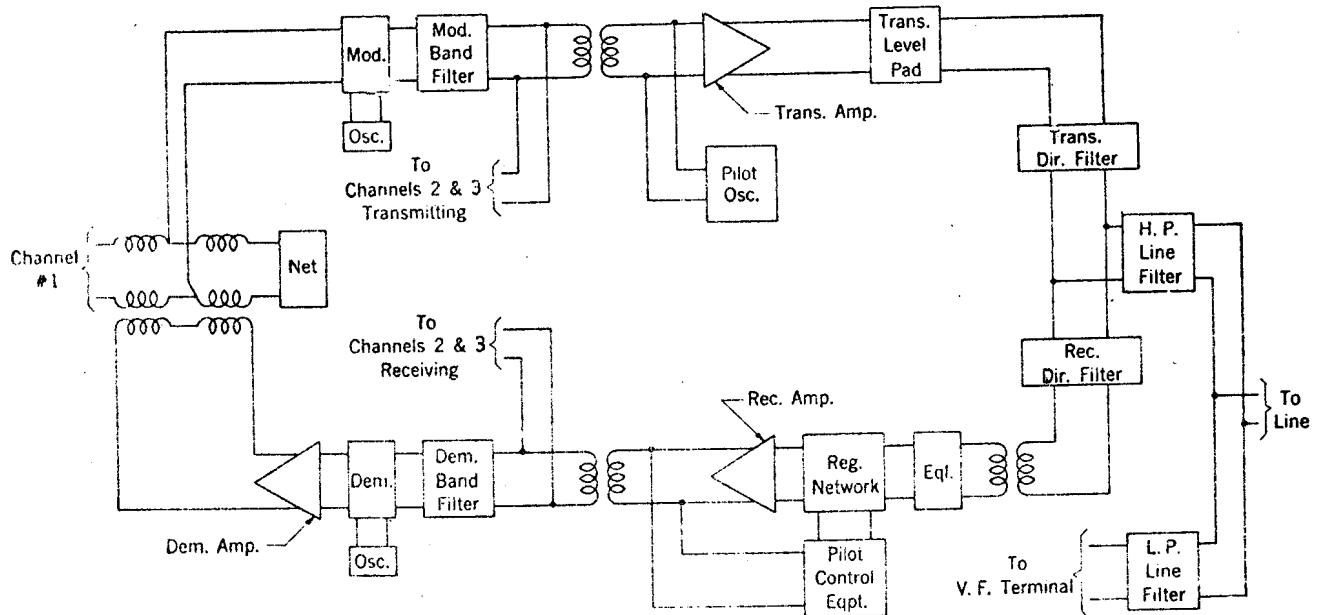 Mod.
Mod.
Band
Filter
Trans.
Level
Pad
Osc.
Trans. Amp.
To
Channels 2 & 3
Transmitting
Pilot
Osc.
Trans.
Dir. Filter
Channel
#1
Net
H. P.
Line
Filter
To
Channels 2 & 3
Receiving
Rec.
Dir. Filter
Rec. Amp.
To
Line
Dem.
Dem.
Band
Filter
Reg.
Network
Eql.
Dem. Amp.
Osc.
Pilot
Control
Eqpt.
To
V. F. Terminal
L. P.
Line
Filter